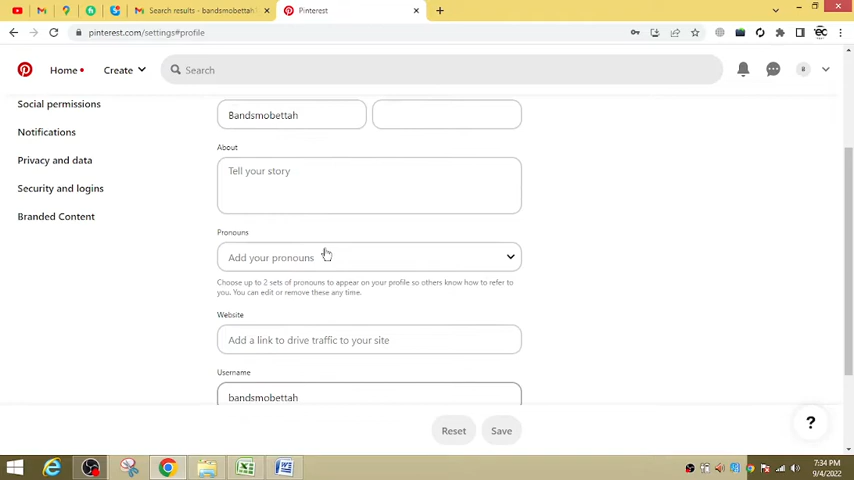 Search results - bandsmobettah
Pinterest
pinterest.com/settings#profile
Home
Create
Search
8
Social permissions
Notifications
Privacy and data
Security and logins
Branded Content
Bandsmobettah
About
Tell your story
Pronouns
Add your pronouns
Choose up to 2 sets of pronouns to appear on your profile so others know how to refer to
you. You can edit or remove these any time.
Website
Add a link to drive traffic to your site
Username
bandsmobettah
Reset
Save
?
7:34 PM
9/4/2022